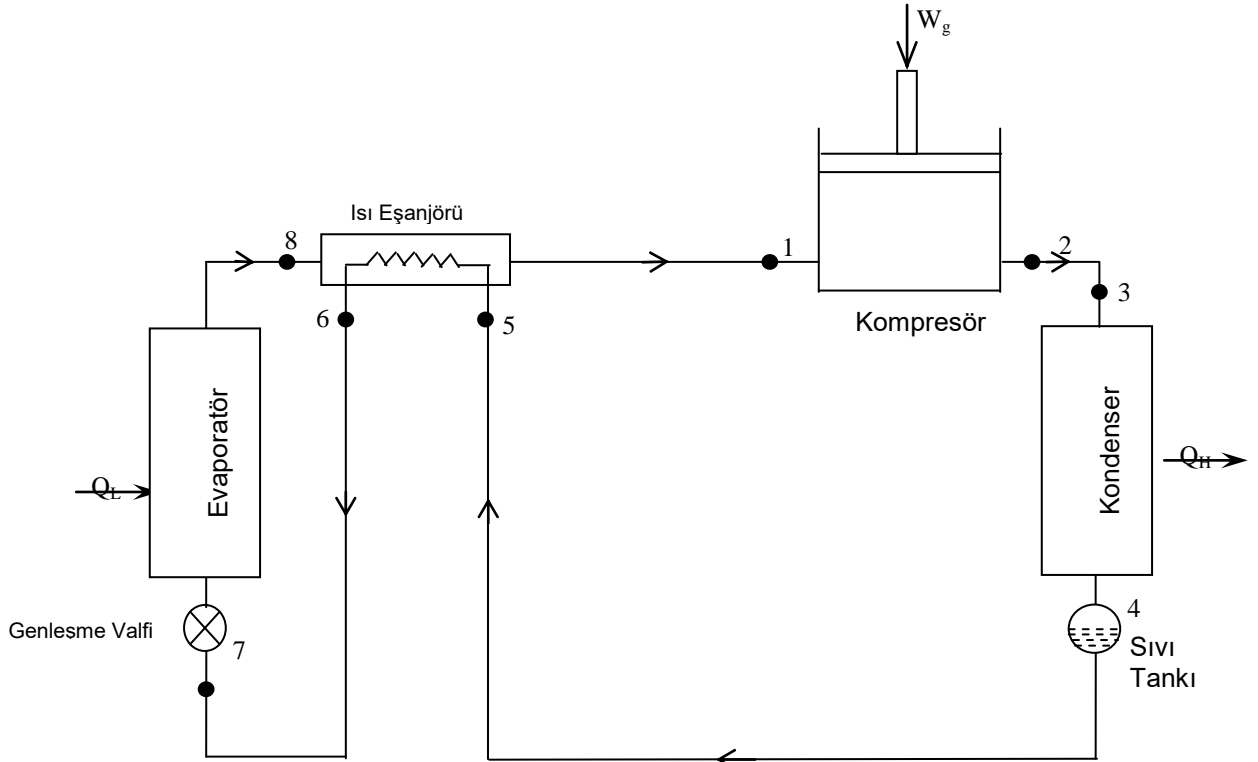 W_g
Isı Eşanjörü
8
1
2
3
6
5
Kompresör
Evaporatör
Kondenser
Q_L
Q_H
Genleşme Valfi
7
4
Sıvı
Tankı